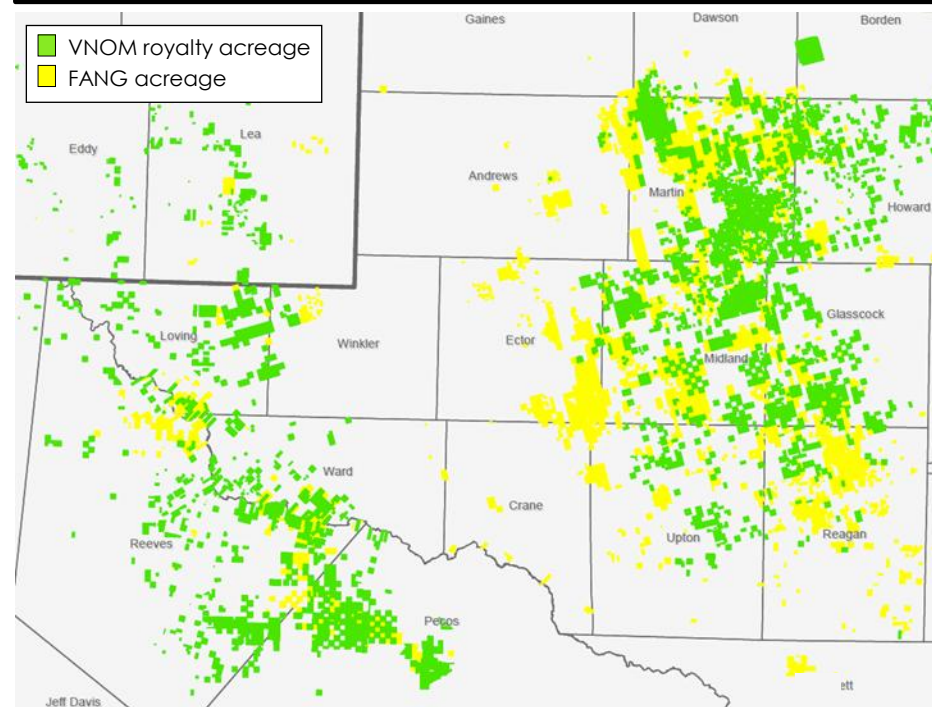 Gaines
Dawson
Borden
VNOM royalty acreage
FANG acreage
Lea
Eddy
Andrews
Martin
Howard
Loving
Winkler
Ector
Midland
Glasscock
Ward
Crane
Reeves
Upton
Reagan
Pecos
ett
Jeff Davis